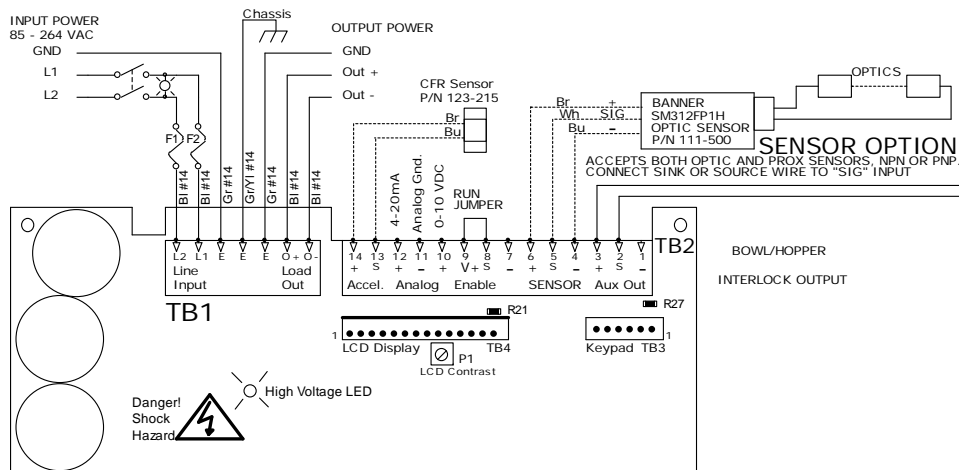 INPUT POWER
85 - 264 VAC
GND
L1
L2
Chassis
OUTPUT POWER
GND
Out +
Out -
CFR Sensor
P/N 123-215
Br
Bu
OPTICS
Br +
Wh SIG
Bu -
BANNER
SM312FP1H
OPTIC SENSOR
P/N 111-500
SENSOR OPTION
ACCEPTS BOTH OPTIC AND PROX SENSORS, NPN OR PNP.
CONNECT SINK OR SOURCE WIRE TO "SIG" INPUT
F1 F2
Bl #14
Bl #14
Gr #14
Gr/Yl #14
Gr #14
Bl #14
Bl #14
4-20mA
Analog Gnd.
0-10 VDC
RUN
JUMPER
L2 L1 E E E O+ O-
Line
Input
Load
Out
TB1
14 13 12 11 10 9 8 7 6 5 4 3 2 1
+ S + - + V+ S - + S - + S -
Accel. Analog Enable SENSOR Aux Out
TB2
BOWL/HOPPER
INTERLOCK OUTPUT
R21
R27
1
LCD Display TB4
P1
LCD Contrast
1
Keypad TB3
High Voltage LED
Danger!
Shock
Hazard